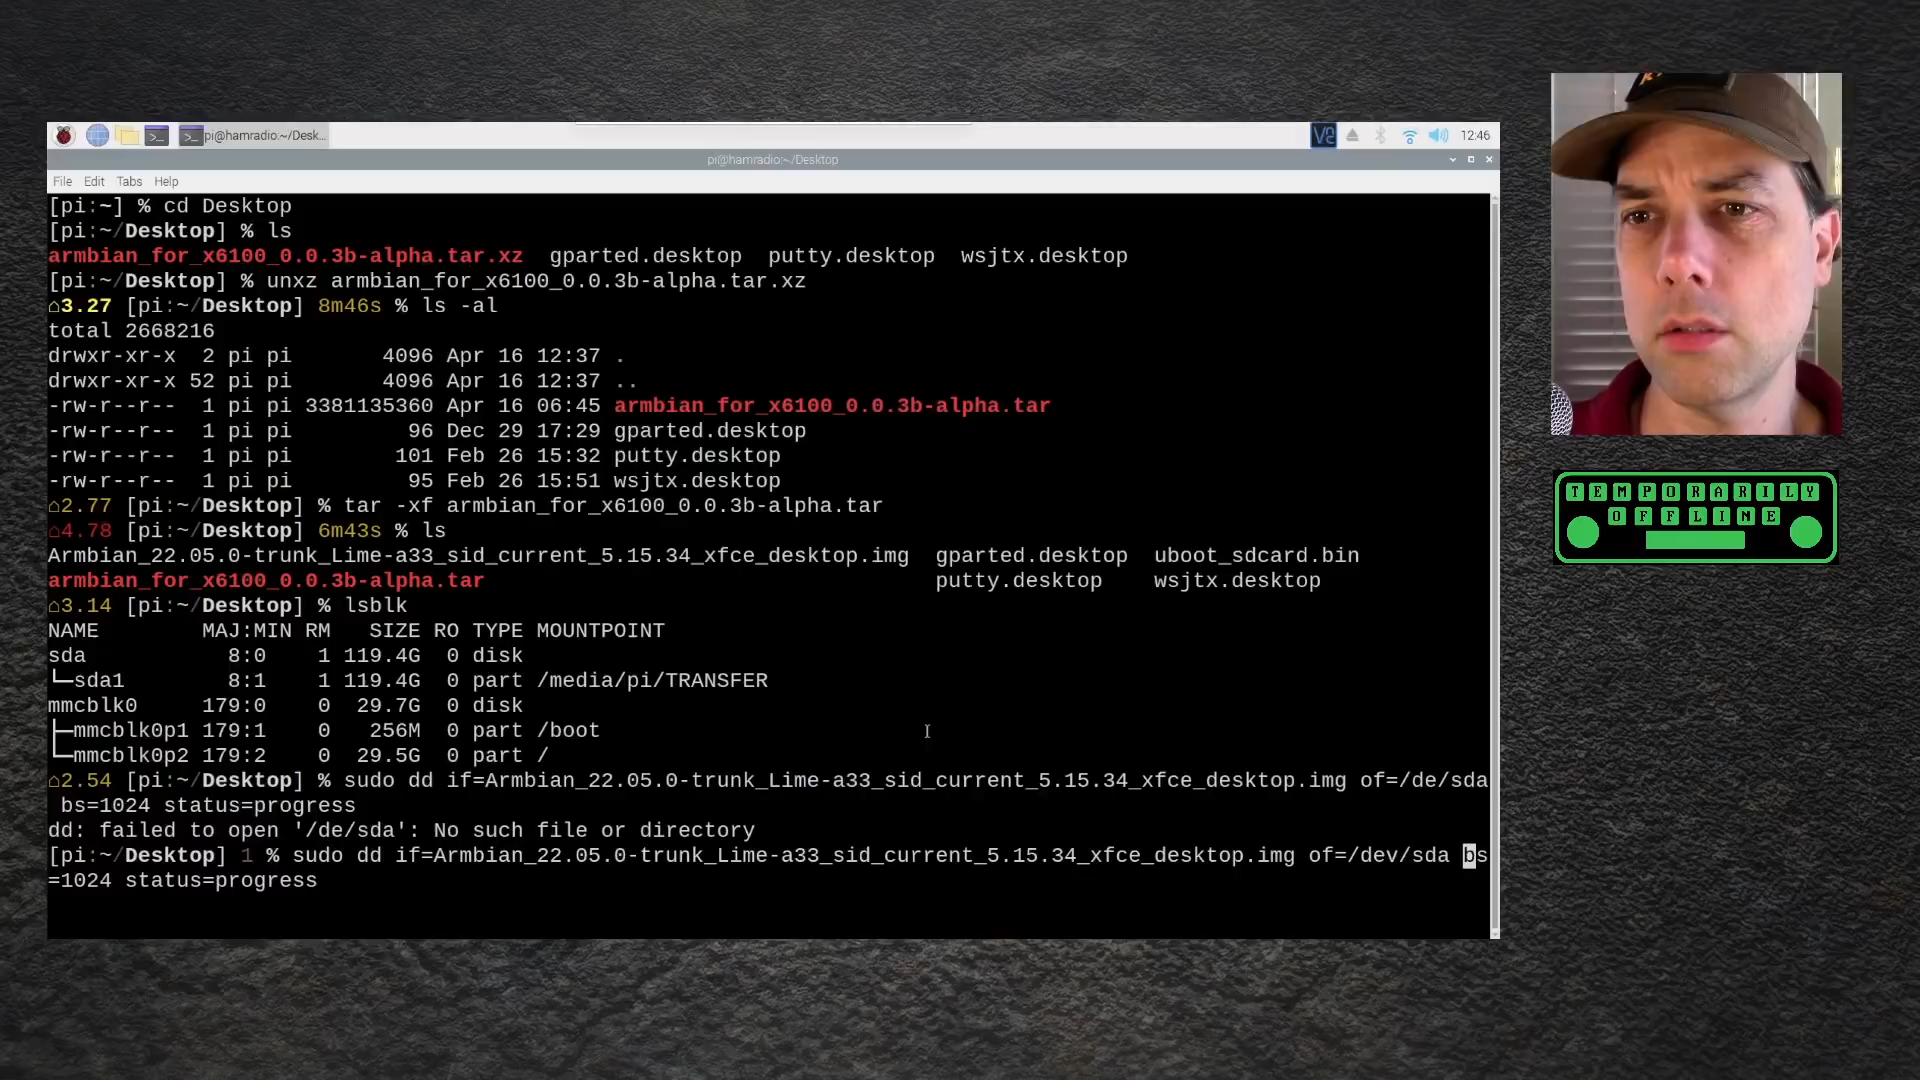 pi@hamradio:~/Desk...
12:46
pi@hamradio:~/Desktop
File Edit Tabs Help
[pi:~] % cd Desktop
[pi:~/Desktop] % ls
armbian_for_x6100_0.0.3b-alpha.tar.xz gparted.desktop putty.desktop wsjtx.desktop
[pi:~/Desktop] % unxz armbian_for_x6100_0.0.3b-alpha.tar.xz
⌂3.27 [pi:~/Desktop] 8m46s % ls -al
total 2668216
drwxr-xr-x 2 pi pi 4096 Apr 16 12:37 .
drwxr-xr-x 52 pi pi 4096 Apr 16 12:37 ..
-rw-r--r-- 1 pi pi 3381135360 Apr 16 06:45 armbian_for_x6100_0.0.3b-alpha.tar
-rw-r--r-- 1 pi pi 96 Dec 29 17:29 gparted.desktop
-rw-r--r-- 1 pi pi 101 Feb 26 15:32 putty.desktop
-rw-r--r-- 1 pi pi 95 Feb 26 15:51 wsjtx.desktop
⌂2.77 [pi:~/Desktop] % tar -xf armbian_for_x6100_0.0.3b-alpha.tar
⌂4.78 [pi:~/Desktop] 6m43s % ls
Armbian_22.05.0-trunk_Lime-a33_sid_current_5.15.34_xfce_desktop.img gparted.desktop uboot_sdcard.bin
armbian_for_x6100_0.0.3b-alpha.tar putty.desktop wsjtx.desktop
⌂3.14 [pi:~/Desktop] % lsblk
NAME MAJ:MIN RM SIZE RO TYPE MOUNTPOINT
sda 8:0 1 119.4G 0 disk
└─sda1 8:1 1 119.4G 0 part /media/pi/TRANSFER
mmcblk0 179:0 0 29.7G 0 disk
├─mmcblk0p1 179:1 0 256M 0 part /boot
└─mmcblk0p2 179:2 0 29.5G 0 part /
⌂2.54 [pi:~/Desktop] % sudo dd if=Armbian_22.05.0-trunk_Lime-a33_sid_current_5.15.34_xfce_desktop.img of=/de/sda
bs=1024 status=progress
dd: failed to open '/de/sda': No such file or directory
[pi:~/Desktop] 1 % sudo dd if=Armbian_22.05.0-trunk_Lime-a33_sid_current_5.15.34_xfce_desktop.img of=/dev/sda bs
=1024 status=progress
TEMPORARILY
OFFLINE